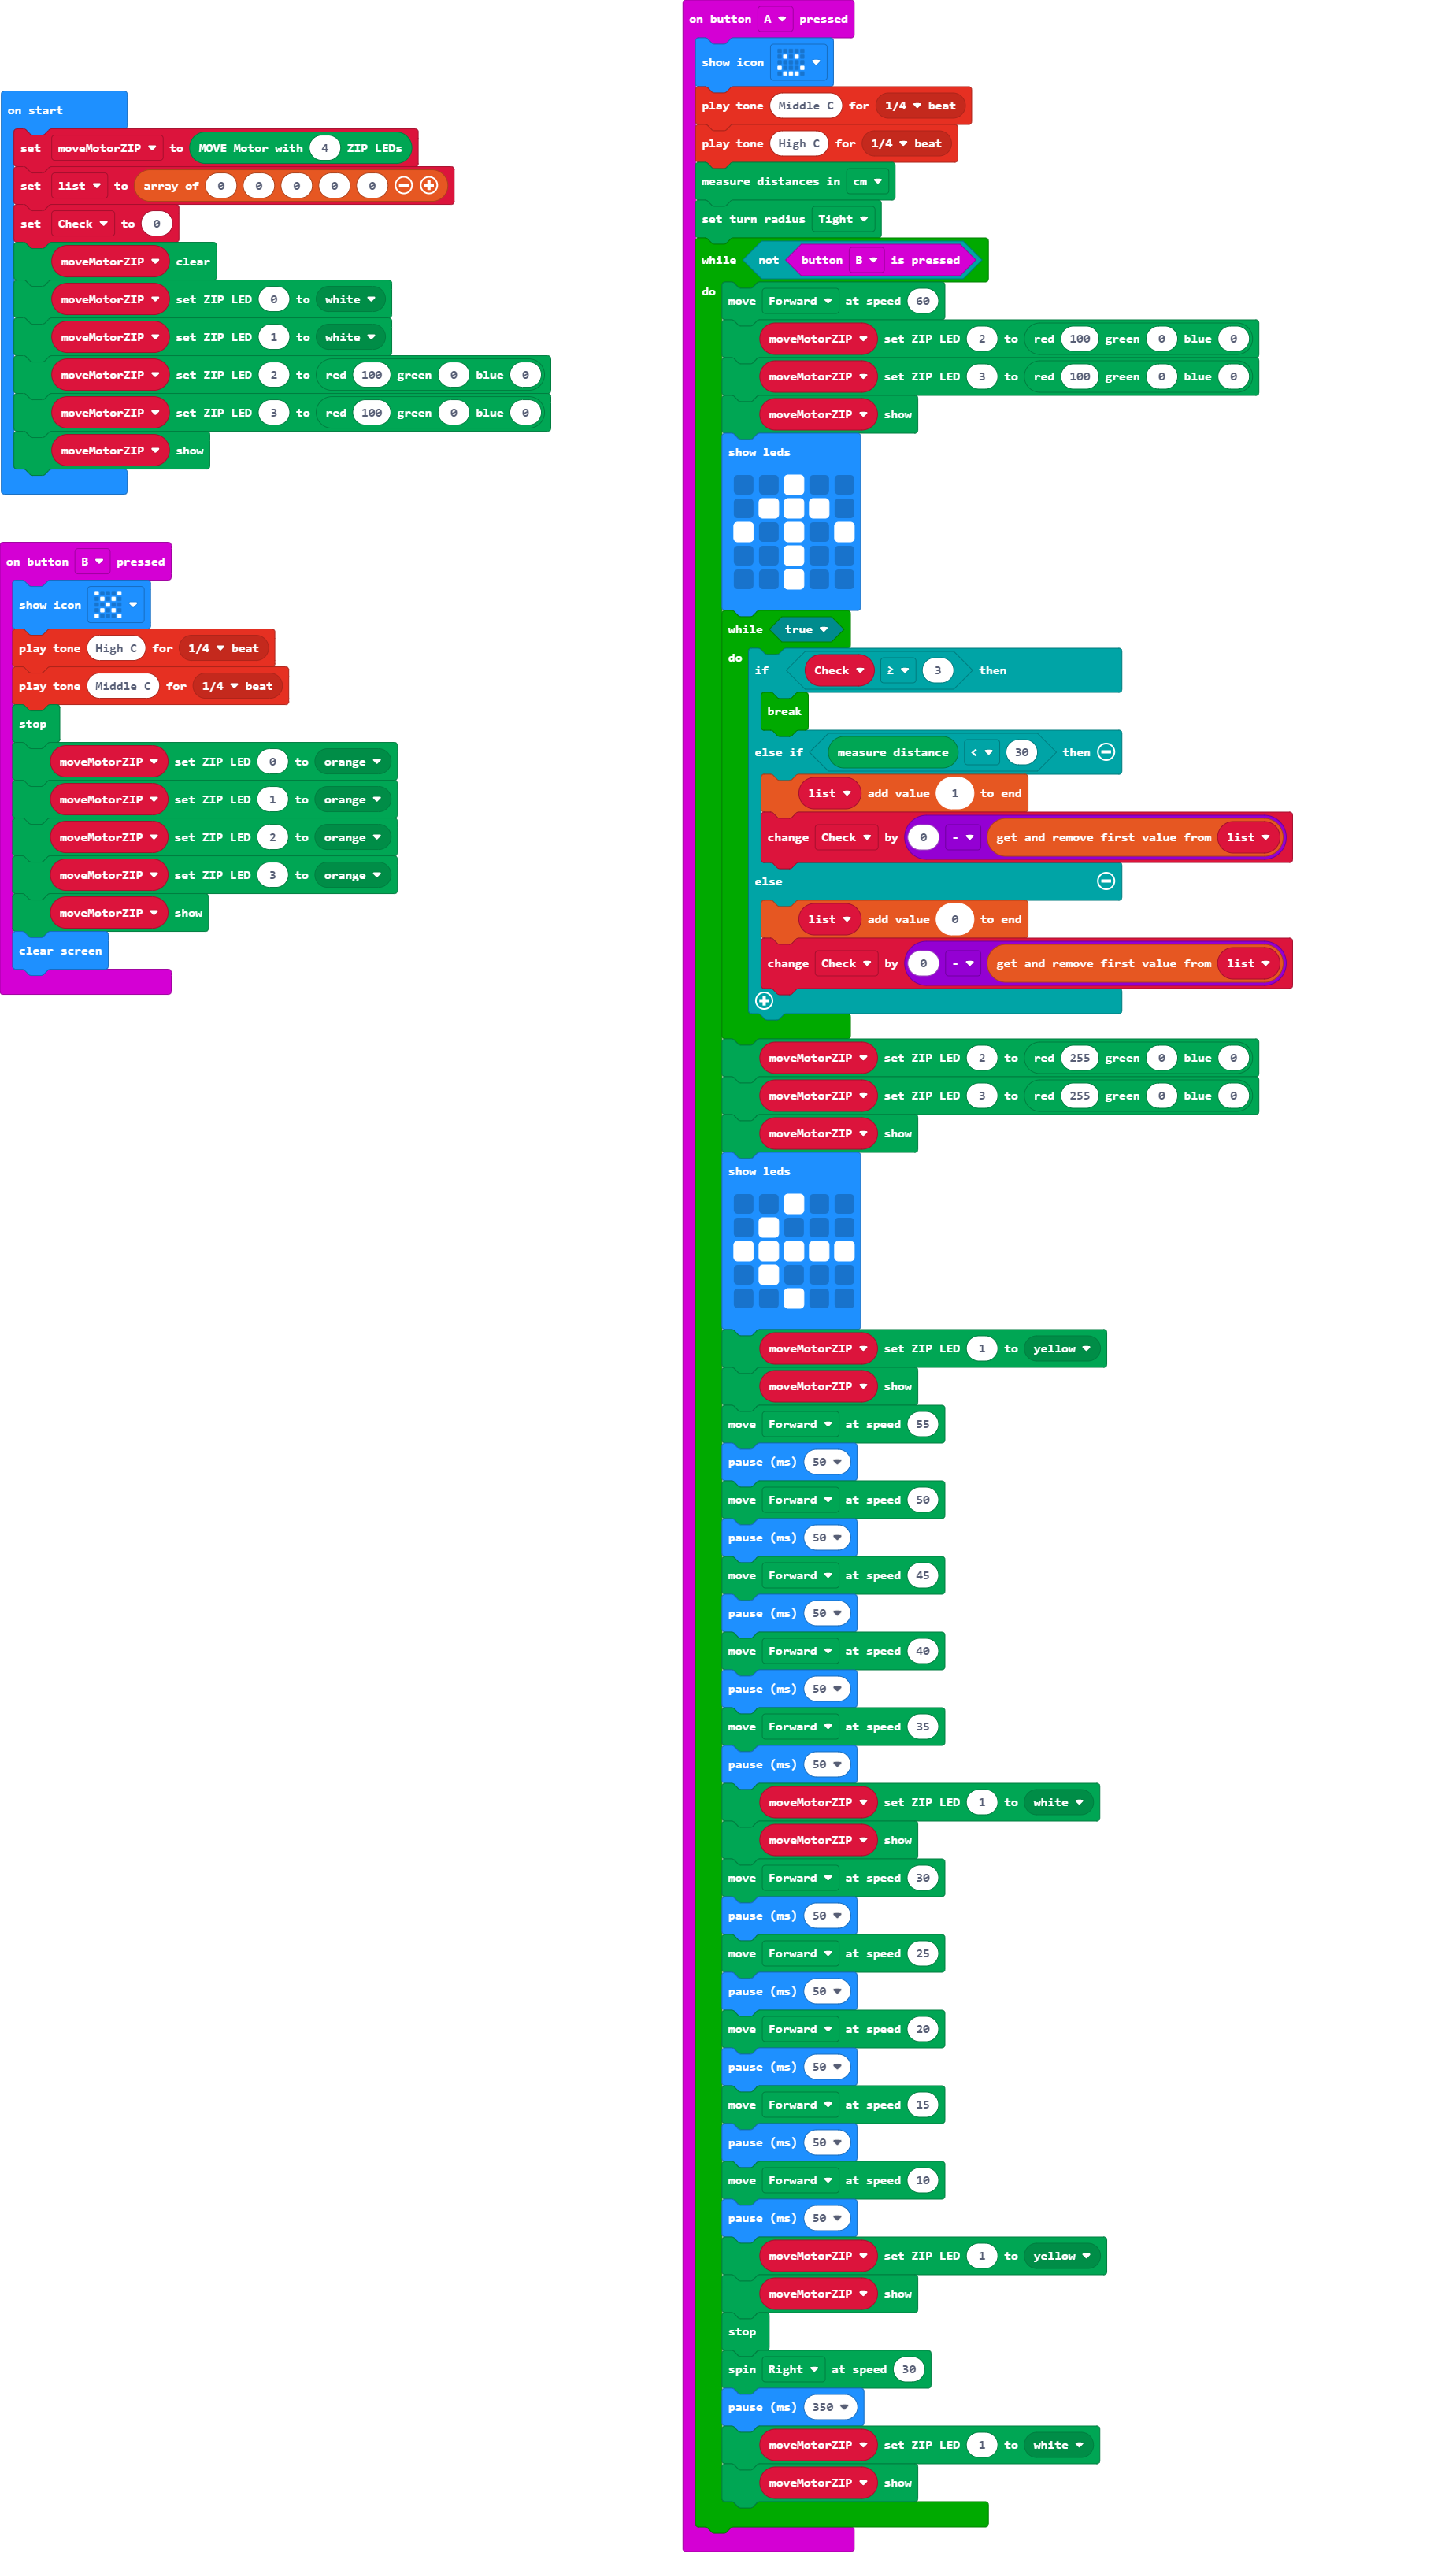 on start
set moveMotorZIP to MOVE Motor with 4 ZIP LEDs
set list to array of 0 0 0 0 0
set Check to 0
moveMotorZIP clear
moveMotorZIP set ZIP LED 0 to white
moveMotorZIP set ZIP LED 1 to white
moveMotorZIP set ZIP LED 2 to red 100 green 0 blue 0
moveMotorZIP set ZIP LED 3 to red 100 green 0 blue 0
moveMotorZIP show
on button B pressed
show icon
play tone High C for 1/4 beat
play tone Middle C for 1/4 beat
stop
moveMotorZIP set ZIP LED 0 to orange
moveMotorZIP set ZIP LED 1 to orange
moveMotorZIP set ZIP LED 2 to orange
moveMotorZIP set ZIP LED 3 to orange
moveMotorZIP show
clear screen
on button A pressed
show icon
play tone Middle C for 1/4 beat
play tone High C for 1/4 beat
measure distances in cm
set turn radius Tight
while not button B is pressed
do move Forward at speed 60
moveMotorZIP set ZIP LED 2 to red 100 green 0 blue 0
moveMotorZIP set ZIP LED 3 to red 100 green 0 blue 0
moveMotorZIP show
show leds
while true
do if Check ≥ 3 then
break
else if measure distance < 30 then
list add value 1 to end
change Check by 0 - get and remove first value from list
else
list add value 0 to end
change Check by 0 - get and remove first value from list
moveMotorZIP set ZIP LED 2 to red 255 green 0 blue 0
moveMotorZIP set ZIP LED 3 to red 255 green 0 blue 0
moveMotorZIP show
show leds
moveMotorZIP set ZIP LED 1 to yellow
moveMotorZIP show
move Forward at speed 55
pause (ms) 50
move Forward at speed 50
pause (ms) 50
move Forward at speed 45
pause (ms) 50
move Forward at speed 40
pause (ms) 50
move Forward at speed 35
pause (ms) 50
moveMotorZIP set ZIP LED 1 to white
moveMotorZIP show
move Forward at speed 30
pause (ms) 50
move Forward at speed 25
pause (ms) 50
move Forward at speed 20
pause (ms) 50
move Forward at speed 15
pause (ms) 50
move Forward at speed 10
pause (ms) 50
moveMotorZIP set ZIP LED 1 to yellow
moveMotorZIP show
stop
spin Right at speed 30
pause (ms) 350
moveMotorZIP set ZIP LED 1 to white
moveMotorZIP show